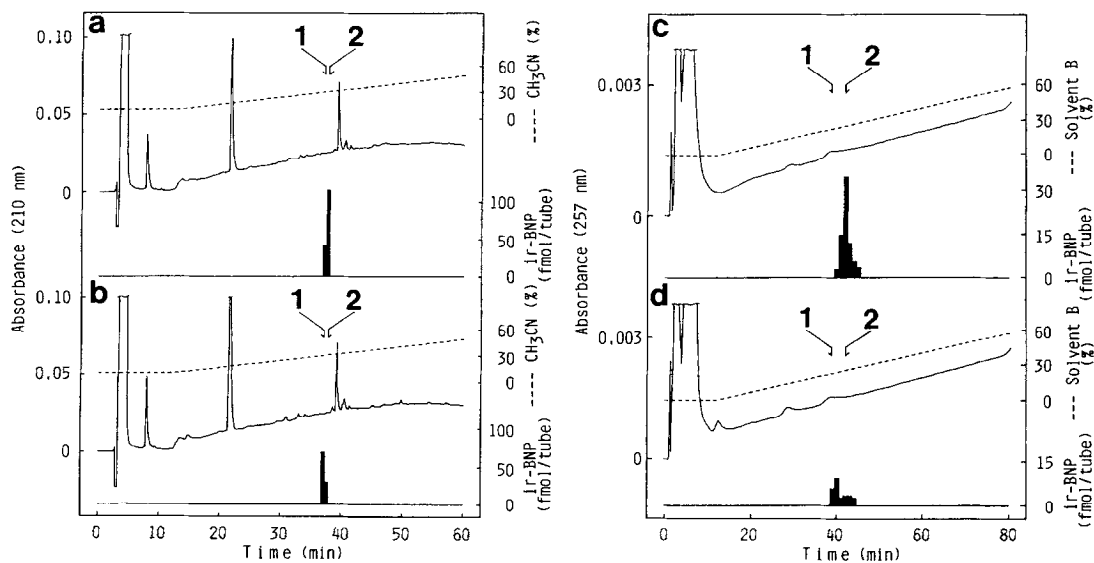 a
1 2
0.10
0.05
0
Absorbance (210 nm)
60
30
0
---- CH3CN (%)
100
50
0
ir-BNP
(fmol/tube)
b
1 2
0.10
0.05
0
60
30
0
---- CH3CN (%)
100
50
0
ir-BNP
(fmol/tube)
0 10 20 30 40 50 60
Time (min)
c
1 2
0.003
0
Absorbance (257 nm)
60
30
0
---- Solvent B
(%)
30
15
0
ir-BNP
(fmol/tube)
d
1 2
0.003
0
60
30
0
---- Solvent B
(%)
15
0
ir-BNP
(fmol/tube)
0 20 40 60 80
Time (min)